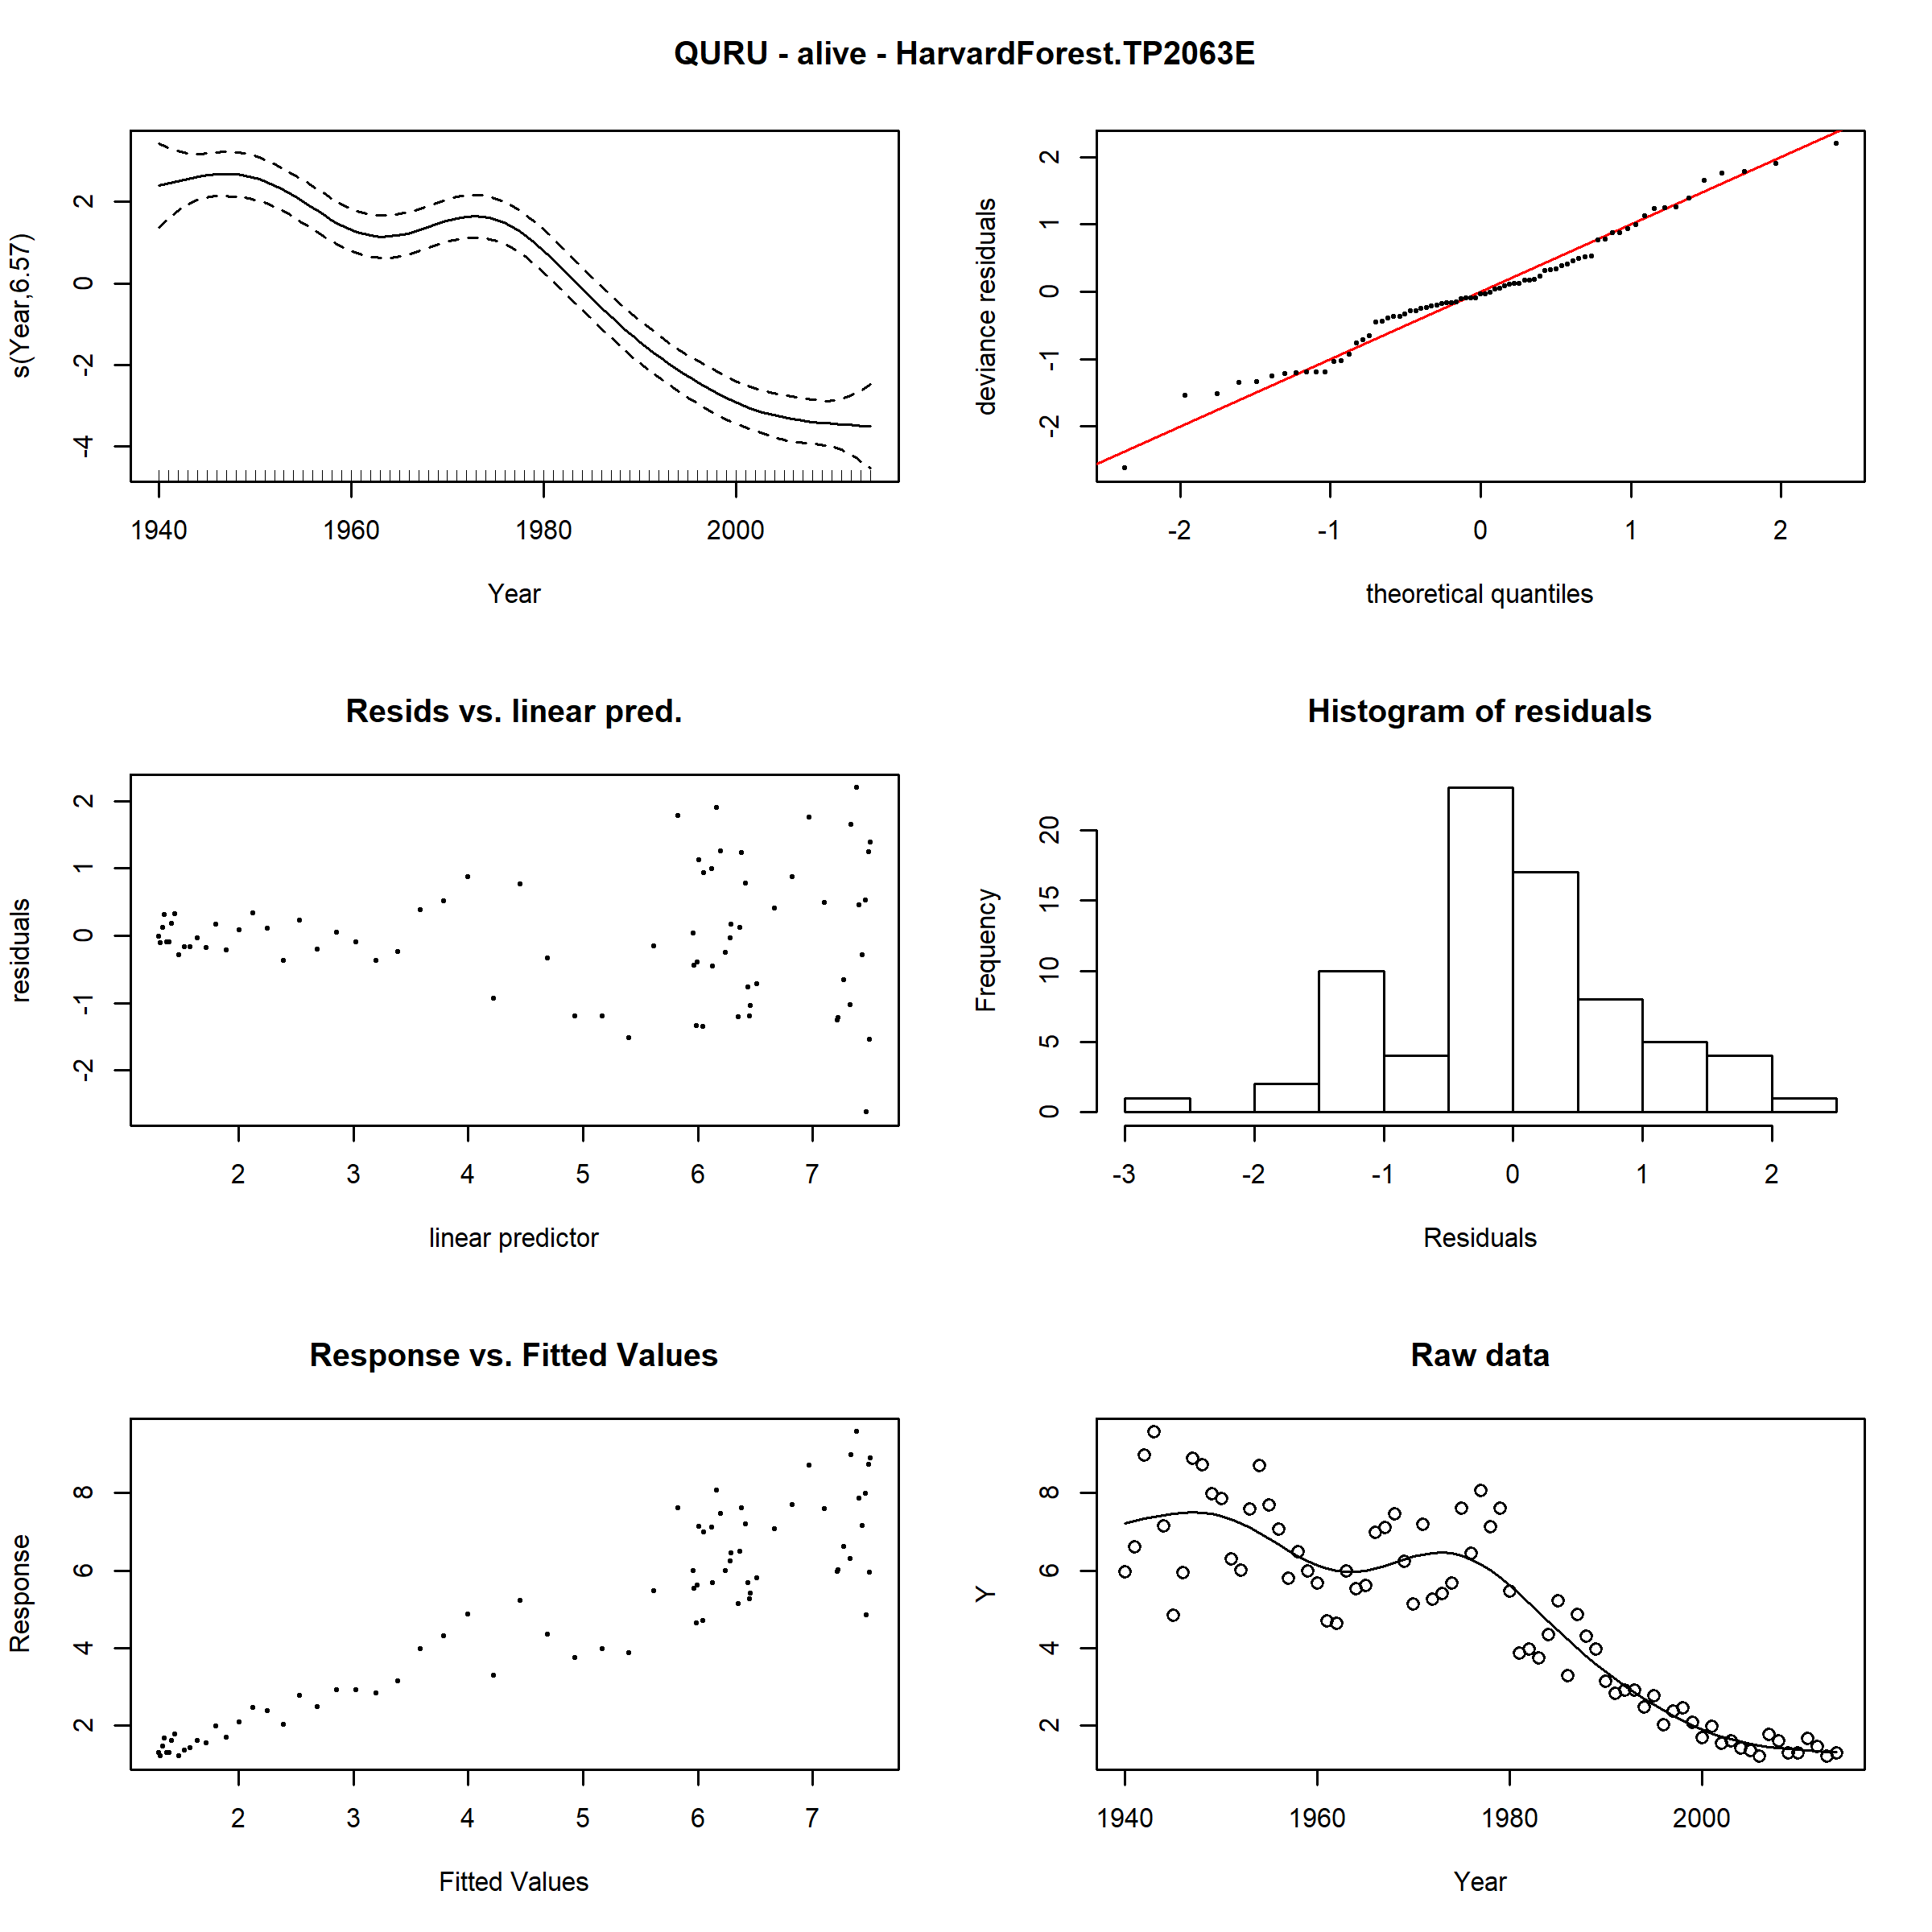 QURU - alive - HarvardForest.TP2063E
s(Year,6.57)
2
0
-2
-4
1940 1960 1980 2000
Year
deviance residuals
2
1
0
-1
-2
-2 -1 0 1 2
theoretical quantiles
Resids vs. linear pred.
residuals
2
1
0
-1
-2
2 3 4 5 6 7
linear predictor
Histogram of residuals
Frequency
20
15
10
5
0
-3 -2 -1 0 1 2
Residuals
Response vs. Fitted Values
Response
8
6
4
2
2 3 4 5 6 7
Fitted Values
Raw data
Y
8
6
4
2
1940 1960 1980 2000
Year